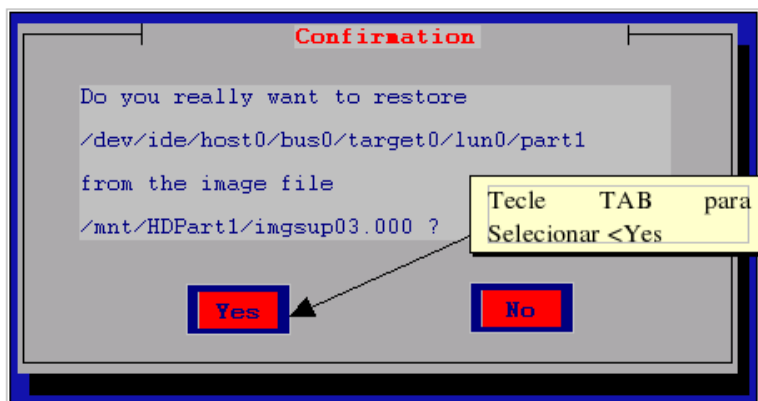 Confirmation
Do you really want to restore
/dev/ide/host0/bus0/target0/lun0/part1
from the image file
/mnt/HDPart1/imgsup03.000 ?
Tecle TAB para
Selecionar <Yes
Yes
No